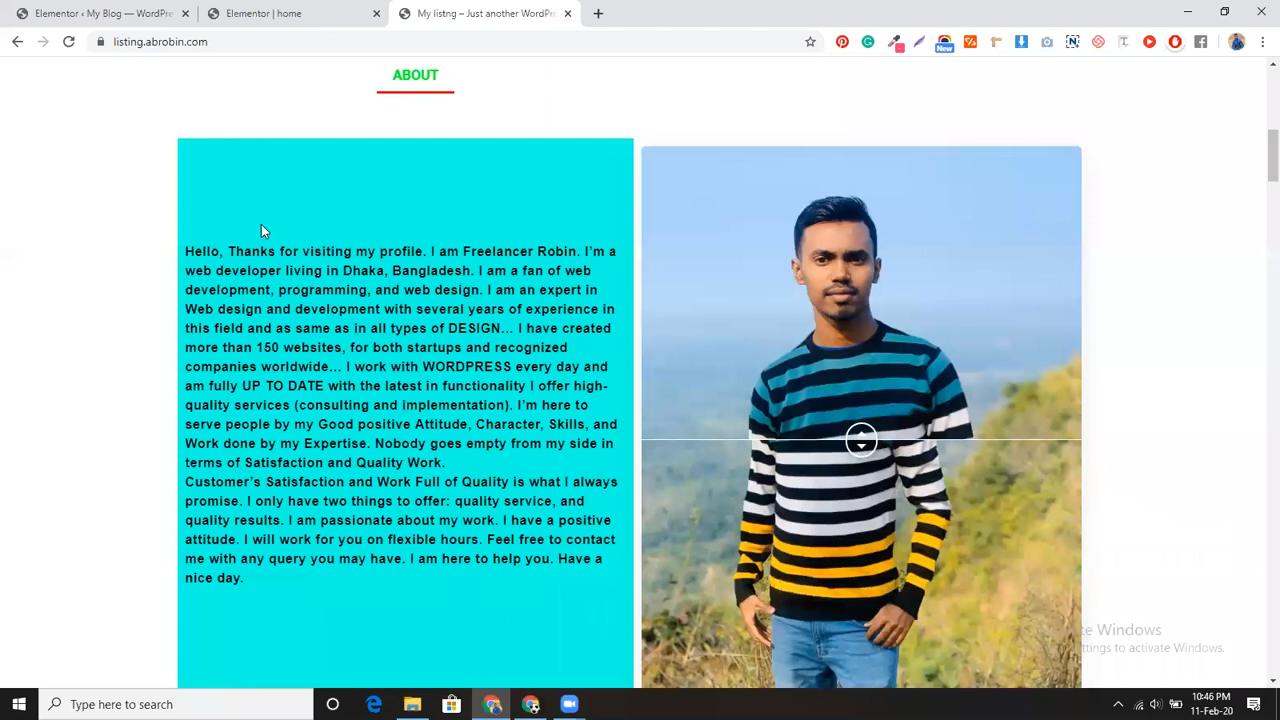 Elementor ‹ My Blog — WordPre
Elementor | home
My listng – Just another WordPre
listing.abrobin.com
New
ABOUT
Hello, Thanks for visiting my profile. I am Freelancer Robin. I'm a
web developer living in Dhaka, Bangladesh. I am a fan of web
development, programming, and web design. I am an expert in
Web design and development with several years of experience in
this field and as same as in all types of DESIGN… I have created
more than 150 websites, for both startups and recognized
companies worldwide… I work with WORDPRESS every day and
am fully UP TO DATE with the latest in functionality I offer high-
quality services (consulting and implementation). I'm here to
serve people by my Good positive Attitude, Character, Skills, and
Work done by my Expertise. Nobody goes empty from my side in
terms of Satisfaction and Quality Work.
Customer's Satisfaction and Work Full of Quality is what I always
promise. I only have two things to offer: quality service, and
quality results. I am passionate about my work. I have a positive
attitude. I will work for you on flexible hours. Feel free to contact
me with any query you may have. I am here to help you. Have a
nice day.
Windows
to activate Windows.
Type here to search
10:46 PM
11-Feb-20